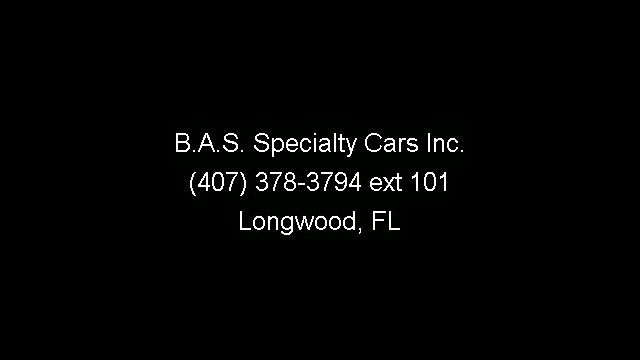 B.A.S. Specialty Cars Inc.
(407) 378-3794 ext 101
Longwood, FL